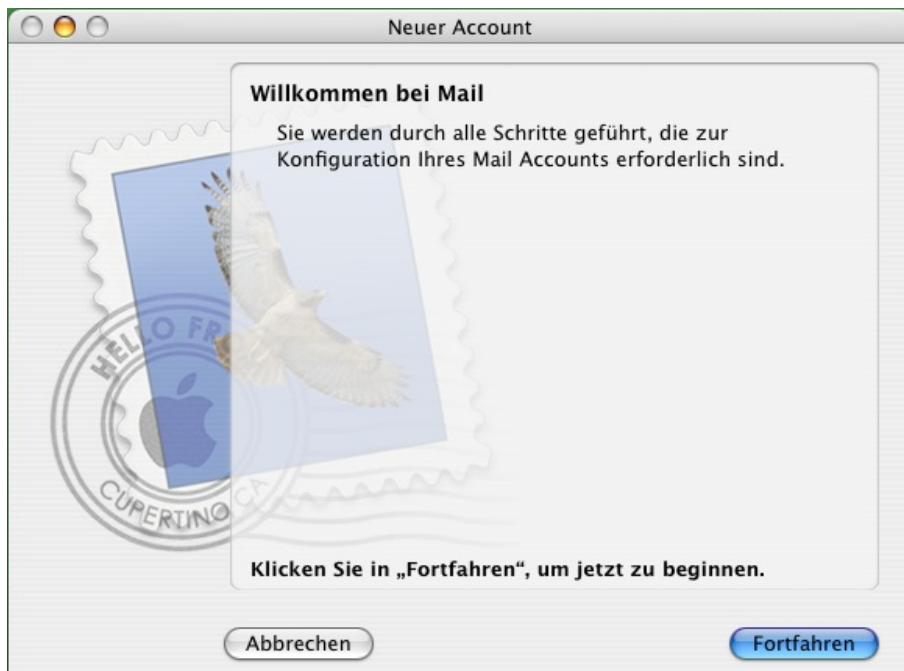 Neuer Account
Willkommen bei Mail
Sie werden durch alle Schritte geführt, die zur
Konfiguration Ihres Mail Accounts erforderlich sind.
HELLO FR
CUPERTINO CA
Klicken Sie in „Fortfahren“, um jetzt zu beginnen.
Abbrechen
Fortfahren